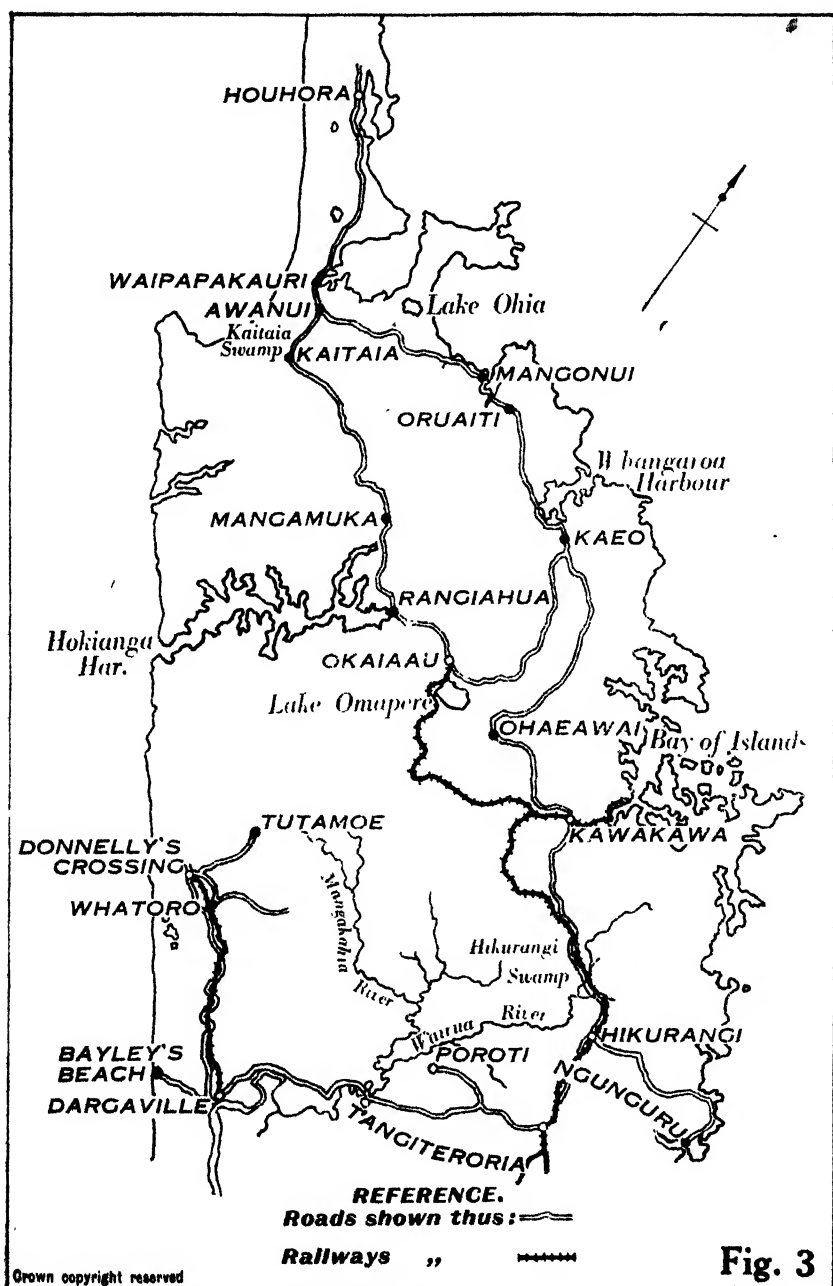 HOUHORA
WAIPAPAKAURI
AWANUI
Lake Ohia
Kaitaia
Swamp
KAITAIA
MANGONUI
ORUAITI
Whangaroa
Harbour
MANGAMUKA
KAEO
RANGIAHUA
Hokianga
Har.
OKAIAAU
Lake Omapere
OHAEAWAI
Bay of Islands
TUTAMOE
KAWAKAWA
DONNELLY'S
CROSSING
WHATORO
Mangakahia
River
Hikurangi
Swamp
Wairua River
HIKURANGI
POROTI
BAYLEY'S
BEACH
NGUNGURU
DARGAVILLE
TANGITERORIA
REFERENCE.
Roads shown thus:
Railways „
Crown copyright reserved
Fig. 3